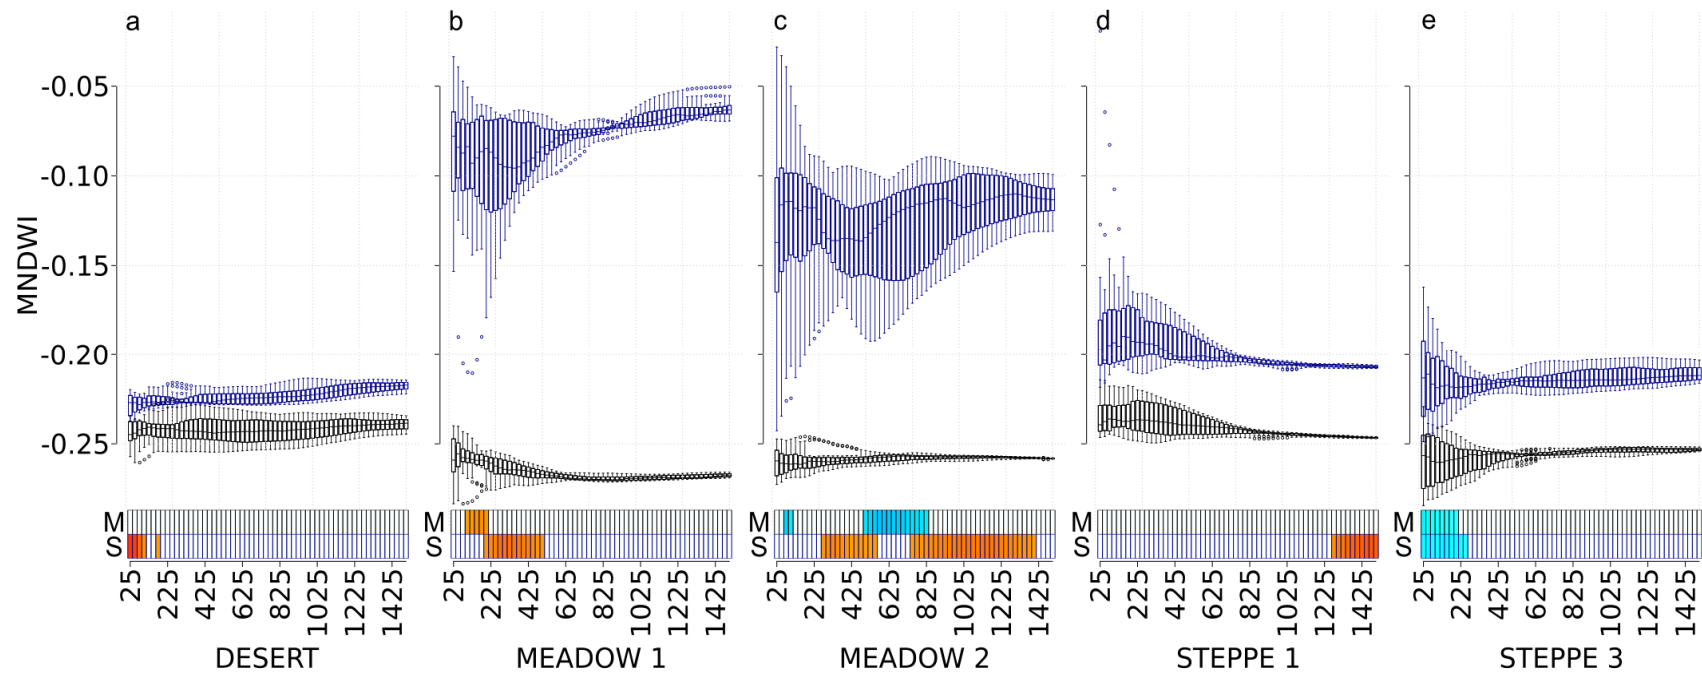 a b c d e
MNDWI
-0.05
-0.10
-0.15
-0.20
-0.25
M M M M M
S S S S S
25 225 425 625 825 1025 1225 1425 25 225 425 625 825 1025 1225 1425 25 225 425 625 825 1025 1225 1425 25 225 425 625 825 1025 1225 1425 25 225 425 625 825 1025 1225 1425
DESERT MEADOW 1 MEADOW 2 STEPPE 1 STEPPE 3